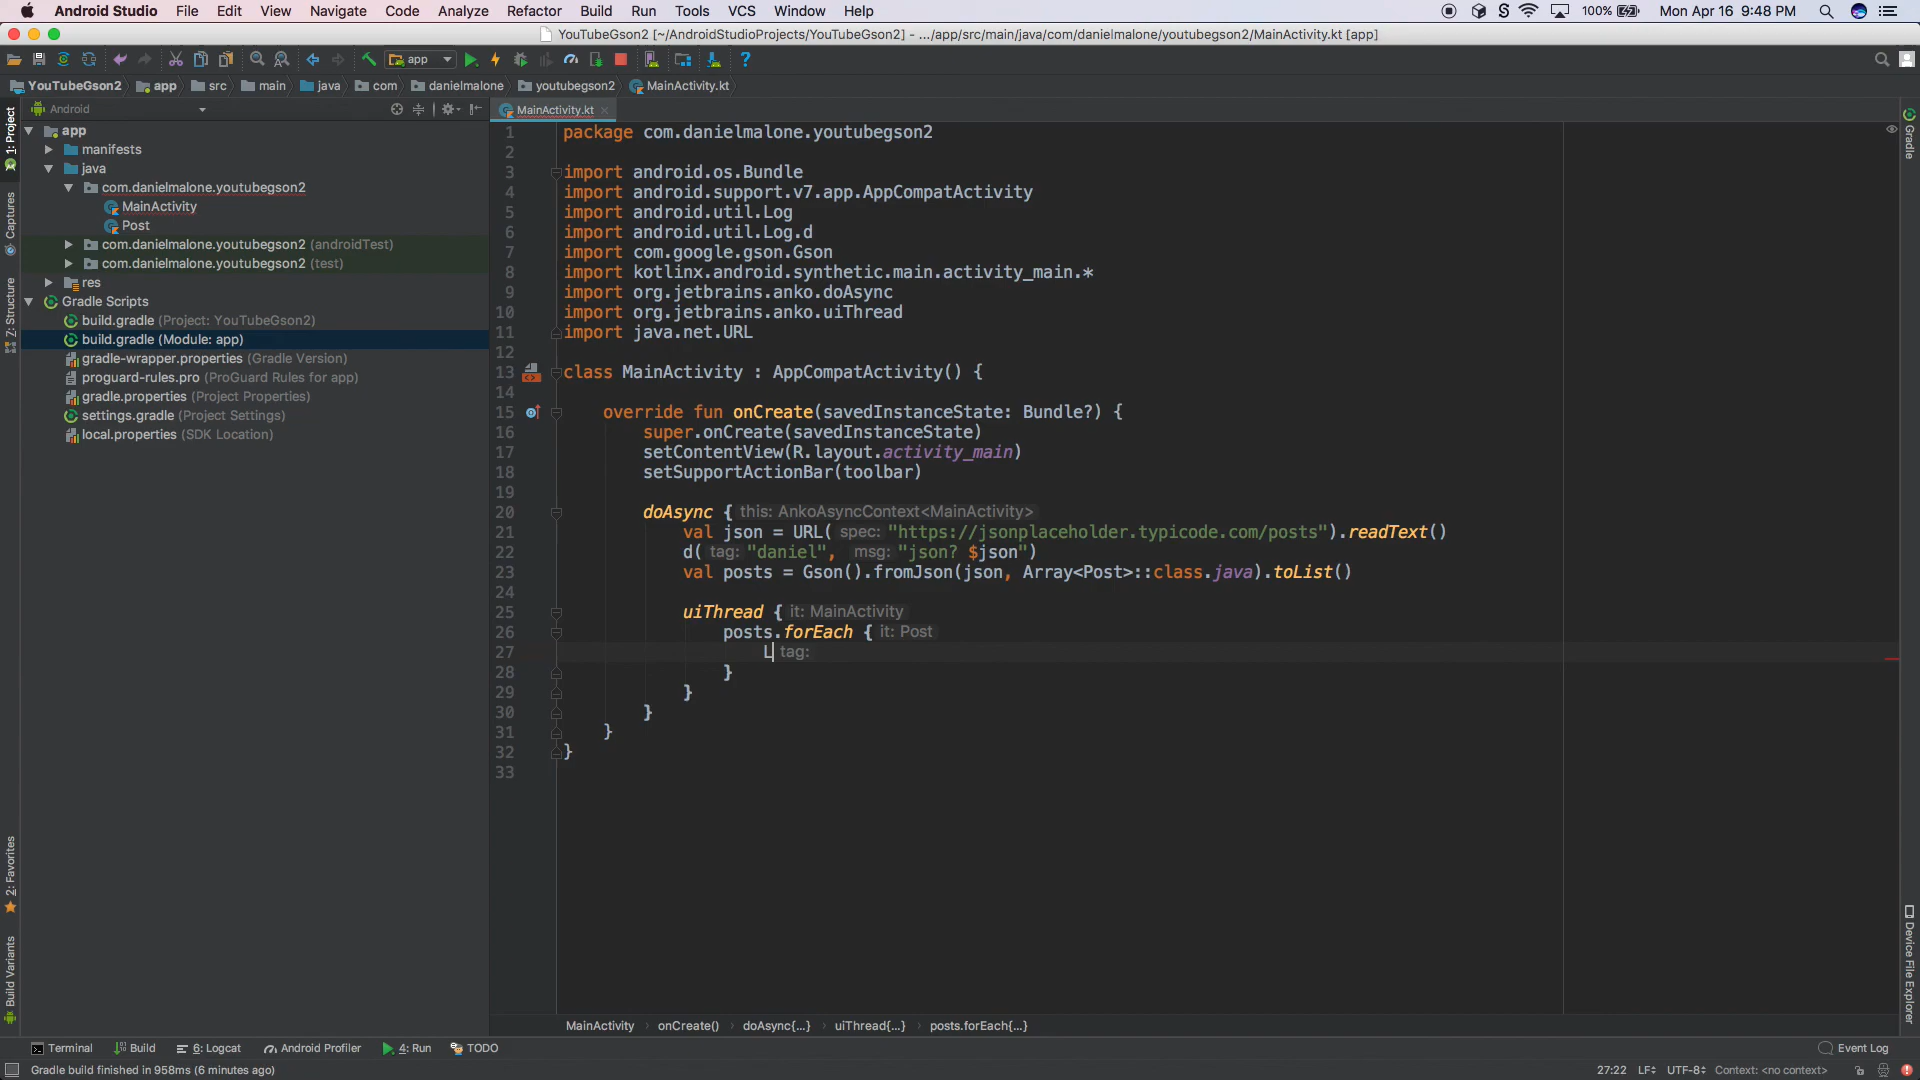 Android Studio File Edit View Navigate Code Analyze Refactor Build Run Tools VCS Window Help 100% Mon Apr 16 9:48 PM
YouTubeGson2 [~/AndroidStudioProjects/YouTubeGson2] - .../app/src/main/java/com/danielmalone/youtubegson2/MainActivity.kt [app]
app
YouTubeGson2 app src main java com danielmalone youtubegson2 MainActivity.kt
Android
MainActivity.kt
1: Project
Captures
7: Structure
2: Favorites
Build Variants
app
manifests
java
com.danielmalone.youtubegson2
MainActivity
Post
com.danielmalone.youtubegson2 (androidTest)
com.danielmalone.youtubegson2 (test)
res
Gradle Scripts
build.gradle (Project: YouTubeGson2)
build.gradle (Module: app)
gradle-wrapper.properties (Gradle Version)
proguard-rules.pro (ProGuard Rules for app)
gradle.properties (Project Properties)
settings.gradle (Project Settings)
local.properties (SDK Location)
1 package com.danielmalone.youtubegson2
2
3 import android.os.Bundle
4 import android.support.v7.app.AppCompatActivity
5 import android.util.Log
6 import android.util.Log.d
7 import com.google.gson.Gson
8 import kotlinx.android.synthetic.main.activity_main.*
9 import org.jetbrains.anko.doAsync
10 import org.jetbrains.anko.uiThread
11 import java.net.URL
12
13 class MainActivity : AppCompatActivity() {
14
15 override fun onCreate(savedInstanceState: Bundle?) {
16 super.onCreate(savedInstanceState)
17 setContentView(R.layout.activity_main)
18 setSupportActionBar(toolbar)
19
20 doAsync { this: AnkoAsyncContext<MainActivity>
21 val json = URL( spec: "https://jsonplaceholder.typicode.com/posts").readText()
22 d( tag: "daniel", msg: "json? $json")
23 val posts = Gson().fromJson(json, Array<Post>::class.java).toList()
24
25 uiThread { it: MainActivity
26 posts.forEach { it: Post
27 L tag:
28 }
29 }
30 }
31 }
32 }
33
Gradle
Device File Explorer
MainActivity › onCreate() › doAsync{...} › uiThread{...} › posts.forEach{...}
Terminal Build 6: Logcat Android Profiler 4: Run TODO Event Log
Gradle build finished in 958ms (6 minutes ago) 27:22 LF UTF-8 Context: <no context>